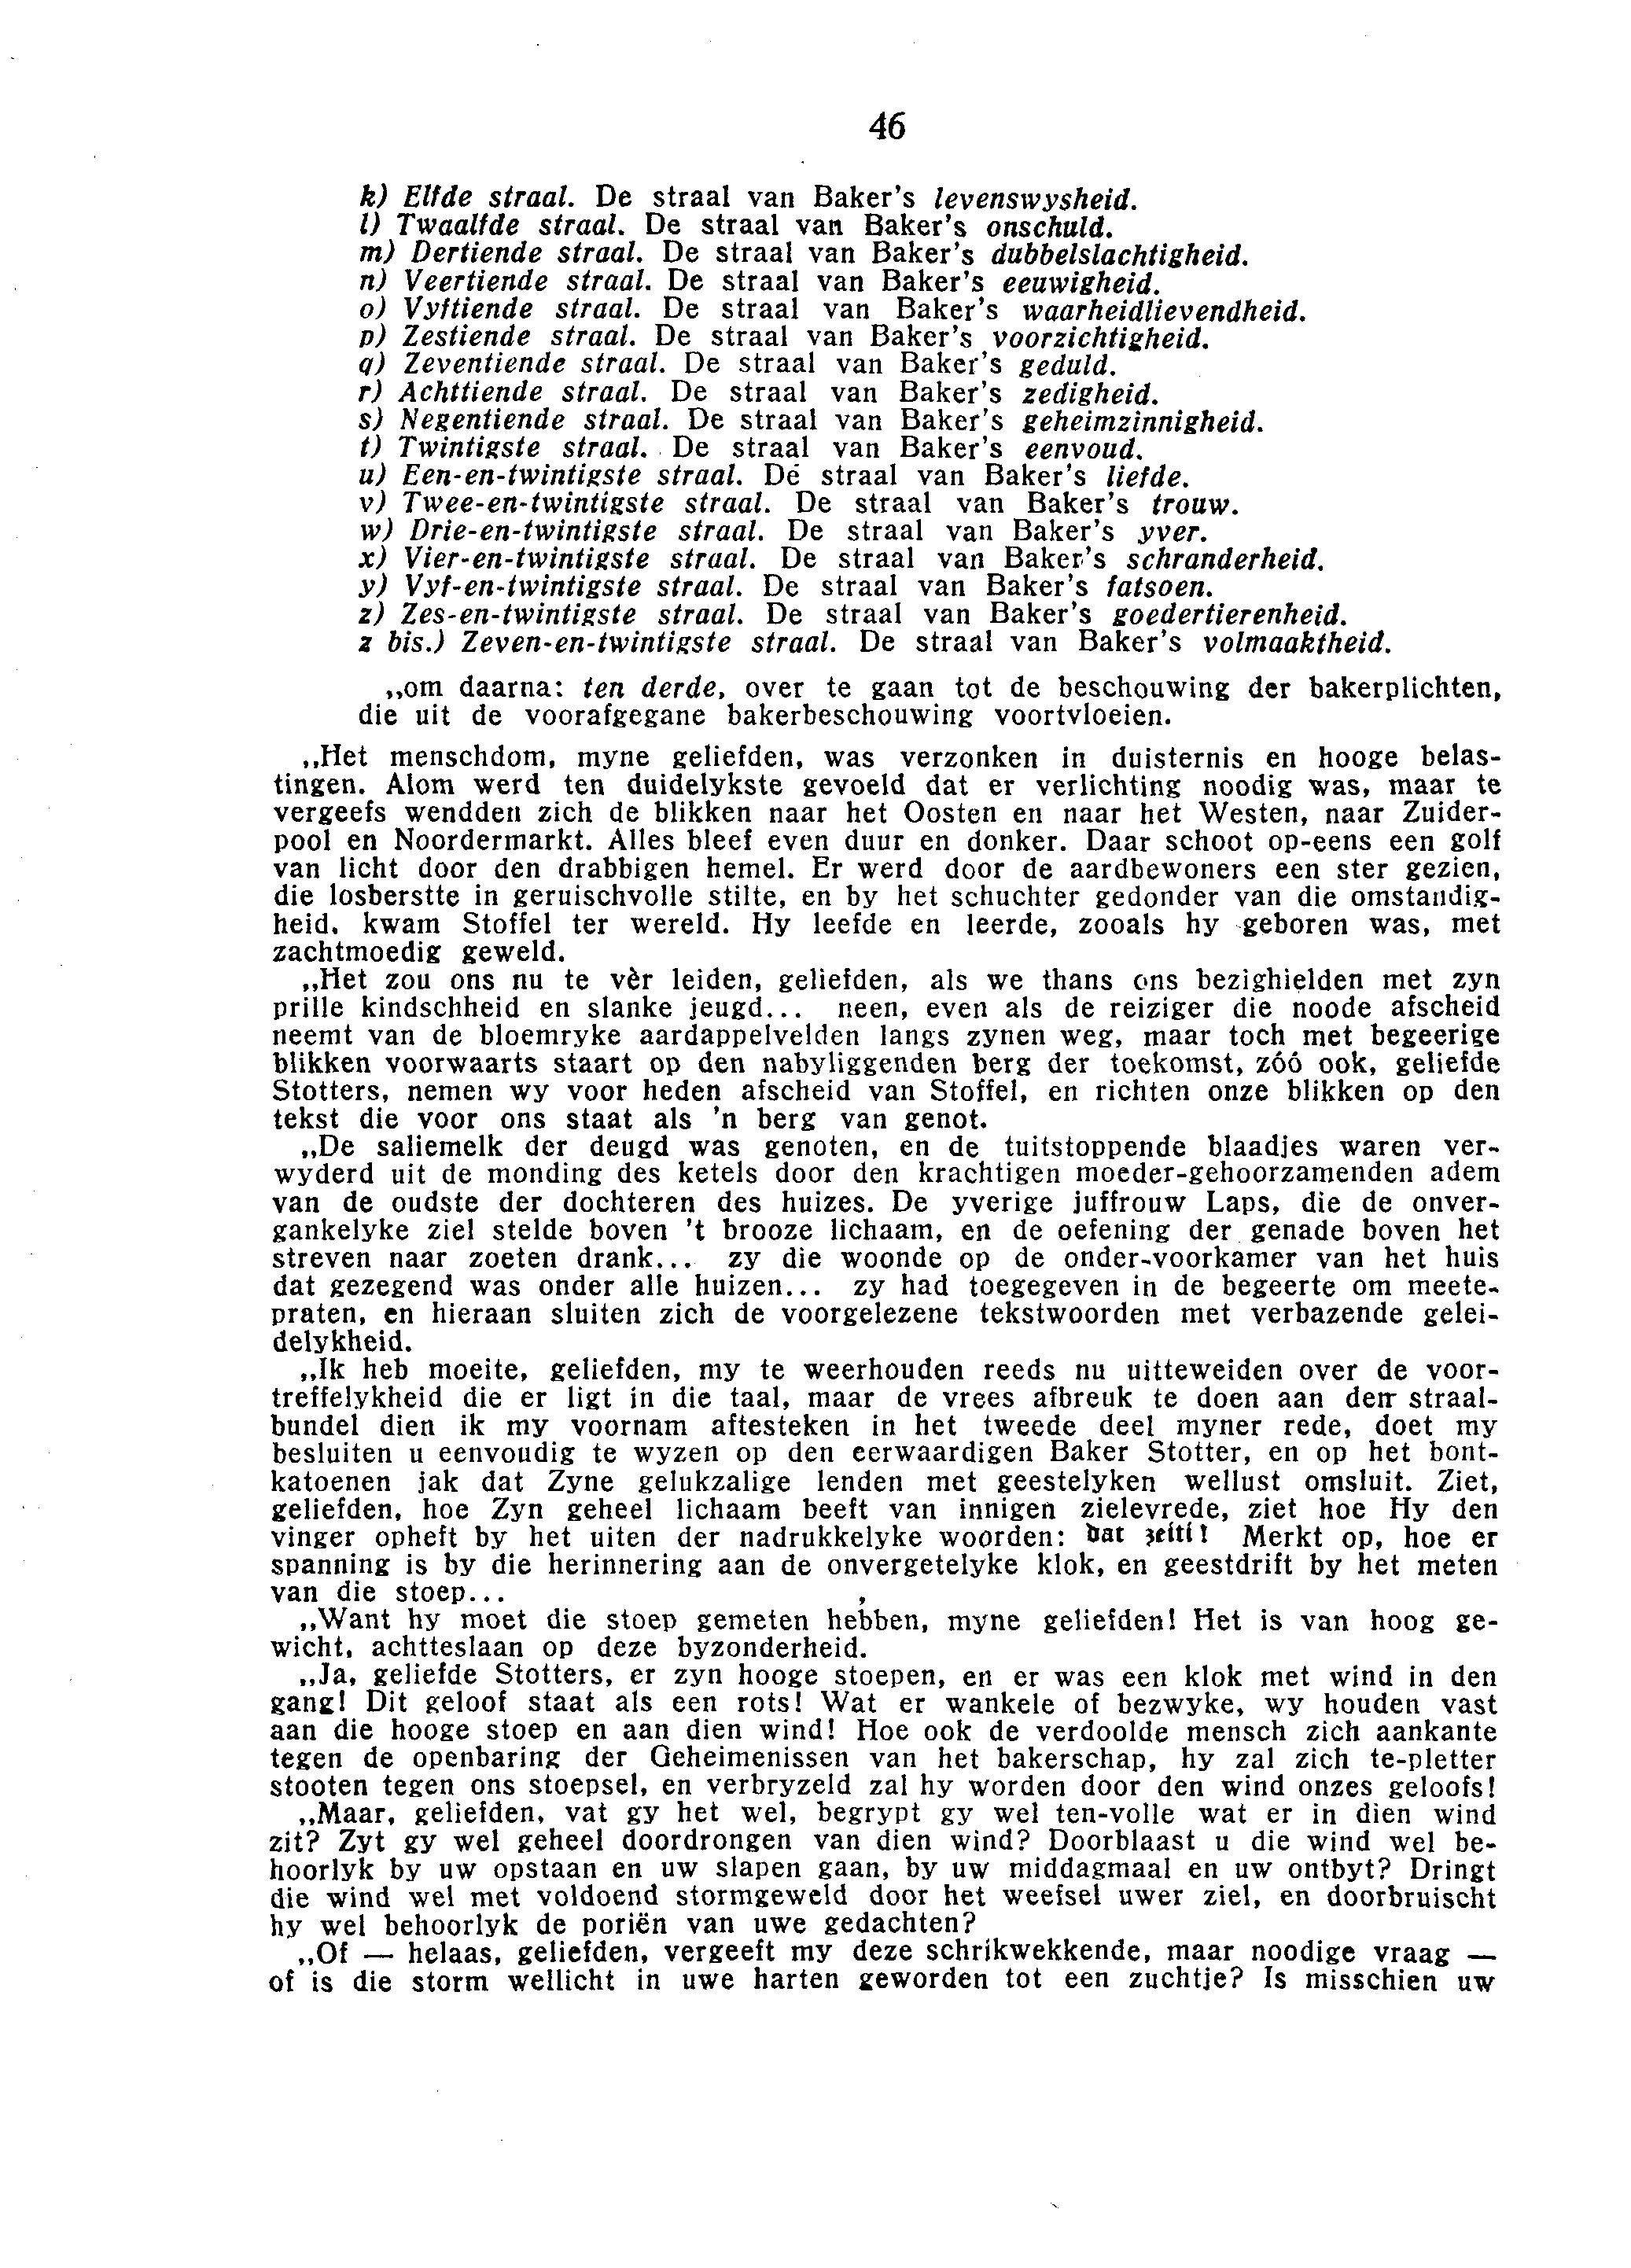 46
k) Elfde straal. De straal van Baker's levenswysheid.
l) Twaalfde straal. De straal van Baker's onschuld.
m) Dertiende straal. De straal van Baker's dubbelslachtigheid.
n) Veertiende straal. De straal van Baker's eeuwigheid.
o) Vyftiende straal. De straal van Baker's waarheidlievendheid.
p) Zestiende straal. De straal van Baker's voorzichtigheid.
q) Zeventiende straal. De straal van Baker's geduld.
r) Achttiende straal. De straal van Baker's zedigheid.
s) Negentiende straal. De straal van Baker's geheimzinnigheid.
t) Twintigste straal. De straal van Baker's eenvoud.
u) Een-en-twintigste straal. Dé straal van Baker's liefde.
v) Twee-en-twintigste straal. De straal van Baker's trouw.
w) Drie-en-twintigste straal. De straal van Baker's yver.
x) Vier-en-twintigste straal. De straal van Baker's schranderheid.
y) Vyf-en-twintigste straal. De straal van Baker's fatsoen.
z) Zes-en-twintigste straal. De straal van Baker's goedertierenheid.
z bis.) Zeven-en-twintigste straal. De straal van Baker's volmaaktheid.
„om daarna: ten derde, over te gaan tot de beschouwing der bakerplichten,
die uit de voorafgegane bakerbeschouwing voortvloeien.
„Het menschdom, myne geliefden, was verzonken in duisternis en hooge belas-
tingen. Alom werd ten duidelykste gevoeld dat er verlichting noodig was, maar te
vergeefs wendden zich de blikken naar het Oosten en naar het Westen, naar Zuider-
pool en Noordermarkt. Alles bleef even duur en donker. Daar schoot op-eens een golf
van licht door den drabbigen hemel. Er werd door de aardbewoners een ster gezien,
die losberstte in geruischvolle stilte, en by het schuchter gedonder van die omstandig-
heid, kwam Stoffel ter wereld. Hy leefde en leerde, zooals hy geboren was, met
zachtmoedig geweld.
„Het zou ons nu te vèr leiden, geliefden, als we thans ons bezighielden met zyn
prille kindschheid en slanke jeugd... neen, even als de reiziger die noode afscheid
neemt van de bloemryke aardappelvelden langs zynen weg, maar toch met begeerige
blikken voorwaarts staart op den nabyliggenden berg der toekomst, zóó ook, geliefde
Stotters, nemen wy voor heden afscheid van Stoffel, en richten onze blikken op den
tekst die voor ons staat als 'n berg van genot.
„De saliemelk der deugd was genoten, en de tuitstoppende blaadjes waren ver-
wyderd uit de monding des ketels door den krachtigen moeder-gehoorzamenden adem
van de oudste der dochteren des huizes. De yverige juffrouw Laps, die de onver-
gankelyke ziel stelde boven 't brooze lichaam, en de oefening der genade boven het
streven naar zoeten drank... zy die woonde op de onder-voorkamer van het huis
dat gezegend was onder alle huizen... zy had toegegeven in de begeerte om meete-
praten, en hieraan sluiten zich de voorgelezene tekstwoorden met verbazende gelei-
delykheid.
„Ik heb moeite, geliefden, my te weerhouden reeds nu uitteweiden over de voor-
treffelykheid die er ligt in die taal, maar de vrees afbreuk te doen aan den straal-
bundel dien ik my voornam aftesteken in het tweede deel myner rede, doet my
besluiten u eenvoudig te wyzen op den eerwaardigen Baker Stotter, en op het bont-
katoenen jak dat Zyne gelukzalige lenden met geestelyken wellust omsluit. Ziet,
geliefden, hoe Zyn geheel lichaam beeft van innigen zielevrede, ziet hoe Hy den
vinger opheft by het uiten der nadrukkelyke woorden: dat zeiti! Merkt op, hoe er
spanning is by die herinnering aan de onvergetelyke klok, en geestdrift by het meten
van die stoep...
„Want hy moet die stoep gemeten hebben, myne geliefden! Het is van hoog ge-
wicht, achtteslaan op deze byzonderheid.
„Ja, geliefde Stotters, er zyn hooge stoepen, en er was een klok met wind in den
gang! Dit geloof staat als een rots! Wat er wankele of bezwyke, wy houden vast
aan die hooge stoep en aan dien wind! Hoe ook de verdoolde mensch zich aankante
tegen de openbaring der Geheimenissen van het bakerschap, hy zal zich te-pletter
stooten tegen ons stoepsel, en verbryzeld zal hy worden door den wind onzes geloofs!
„Maar, geliefden, vat gy het wel, begrypt gy wel ten-volle wat er in dien wind
zit? Zyt gy wel geheel doordrongen van dien wind? Doorblaast u die wind wel be-
hoorlyk by uw opstaan en uw slapen gaan, by uw middagmaal en uw ontbyt? Dringt
die wind wel met voldoend stormgeweld door het weefsel uwer ziel, en doorbruischt
hy wel behoorlyk de poriën van uwe gedachten?
„Of — helaas, geliefden, vergeeft my deze schrikwekkende, maar noodige vraag —
of is die storm wellicht in uwe harten geworden tot een zuchtje? Is misschien uw